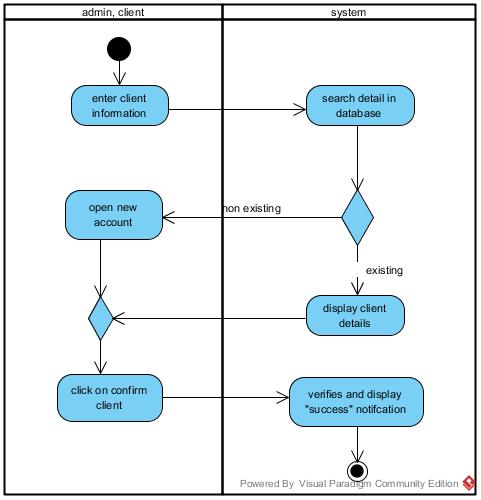 admin, client
system
enter client
information
search detail in
database
open new
account
non existing
existing
display client
details
click on confirm
client
verifies and display
"success" notifcation
Powered By Visual Paradigm Community Edition